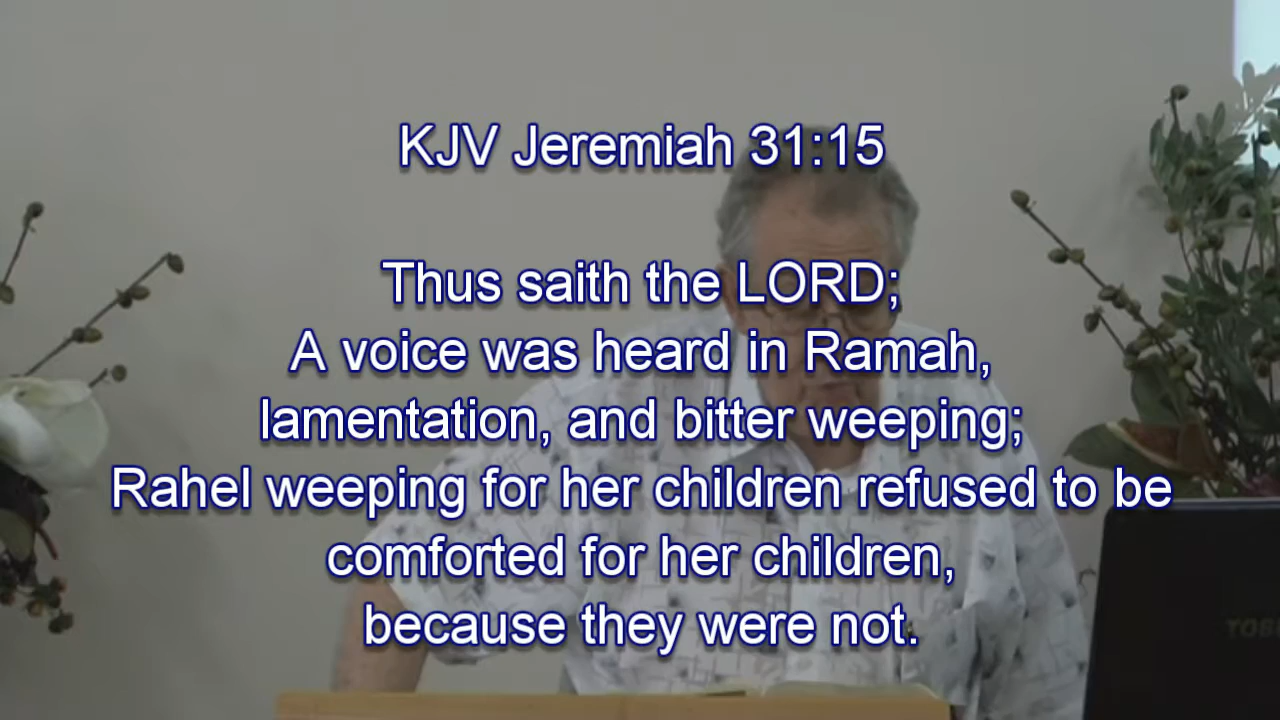 KJV Jeremiah 31:15
Thus saith the LORD;
A voice was heard in Ramah,
lamentation, and bitter weeping;
Rahel weeping for her children refused to be
comforted for her children,
because they were not.
TOB